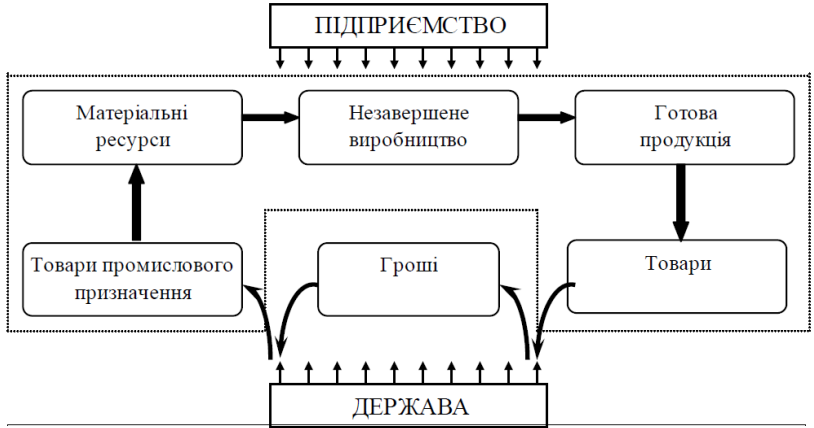 ПІДПРИЄМСТВО
Матеріальні
ресурси
Незавершене
виробництво
Готова
продукція
Товари промислового
призначення
Гроші
Товари
ДЕРЖАВА